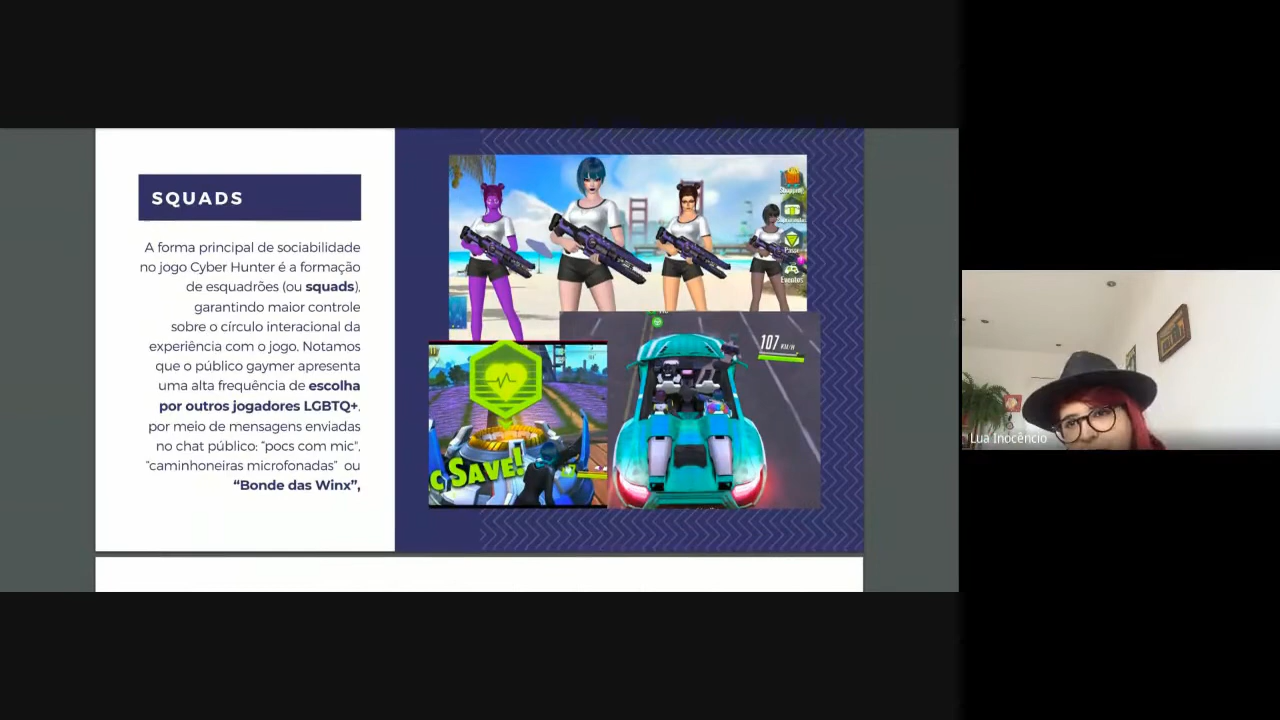 SQUADS
A forma principal de sociabilidade
no jogo Cyber Hunter é a formação
de esquadrões (ou squads),
garantindo maior controle
sobre o círculo interacional da
experiência com o jogo. Notamos
que o público gaymer apresenta
uma alta frequência de escolha
por outros jogadores LGBTQ+,
por meio de mensagens enviadas
no chat público: “pocs com mic",
“caminhoneiras microfonadas" ou
“Bonde das Winx”,
Passe
Eventos
107 KM/H
C SAVE!
Lua Inocêncio